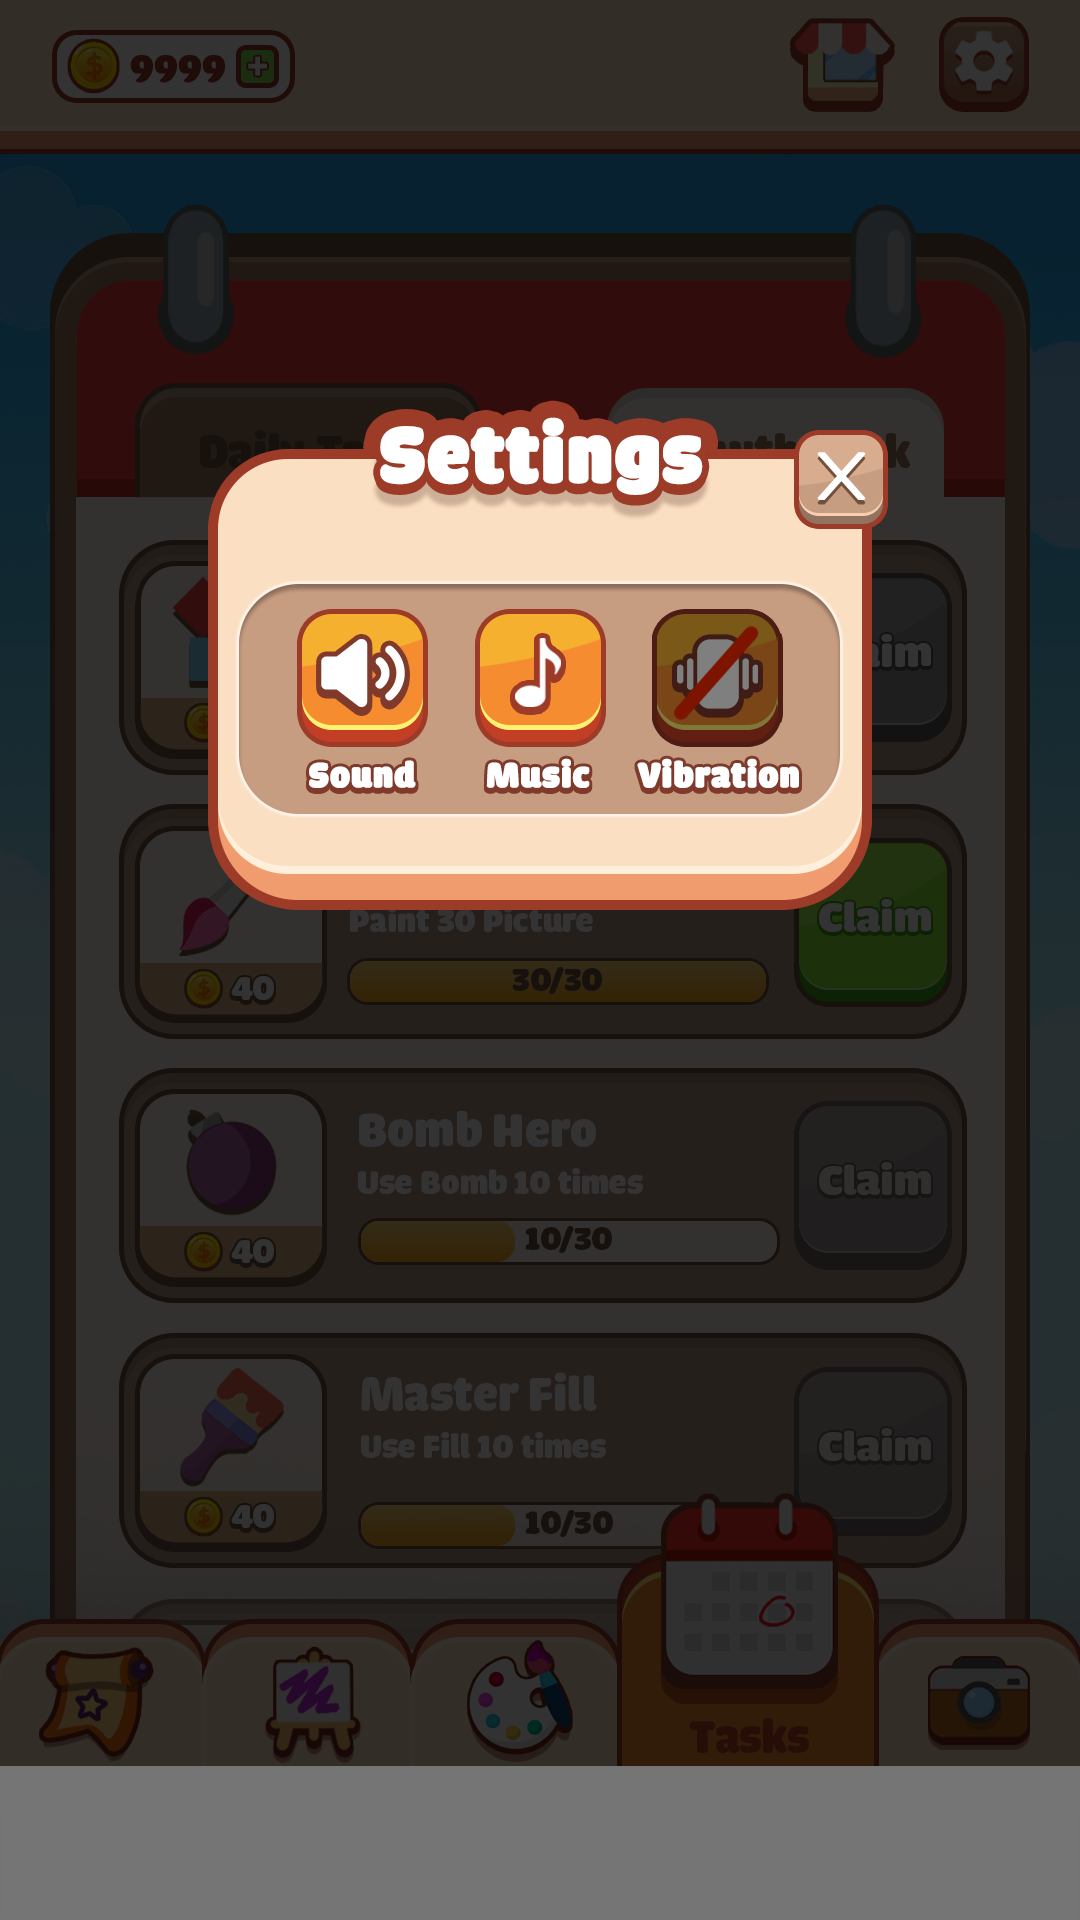 9999
Settings
Sound
Music
Vibration
Claim
Paint 30 Picture
30/30
40
Bomb Hero
Use Bomb 10 times
10/30
40
Claim
Master Fill
Use Fill 10 times
10/30
40
Claim
Tasks